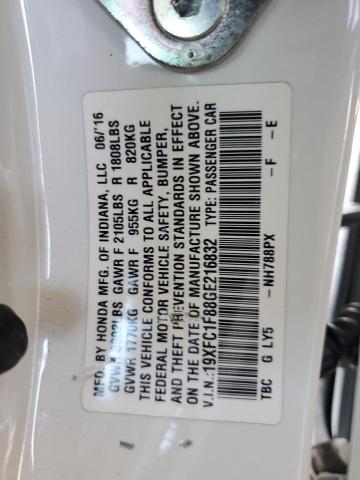 MFD. BY HONDA MFG. OF INDIANA, LLC 06/'16
GAWR F 2105LBS R 1808LBS
GVWR 1770KG GAWR F 955KG R 820KG
THIS VEHICLE CONFORMS TO ALL APPLICABLE
FEDERAL MOTOR VEHICLE SAFETY, BUMPER,
AND THEFT PREVENTION STANDARDS IN EFFECT
ON THE DATE OF MANUFACTURE SHOWN ABOVE.
V.I.N.:19XFC1F88GE216832 TYPE: PASSENGER CAR
TBC G LY5 -NH788PX -F -E